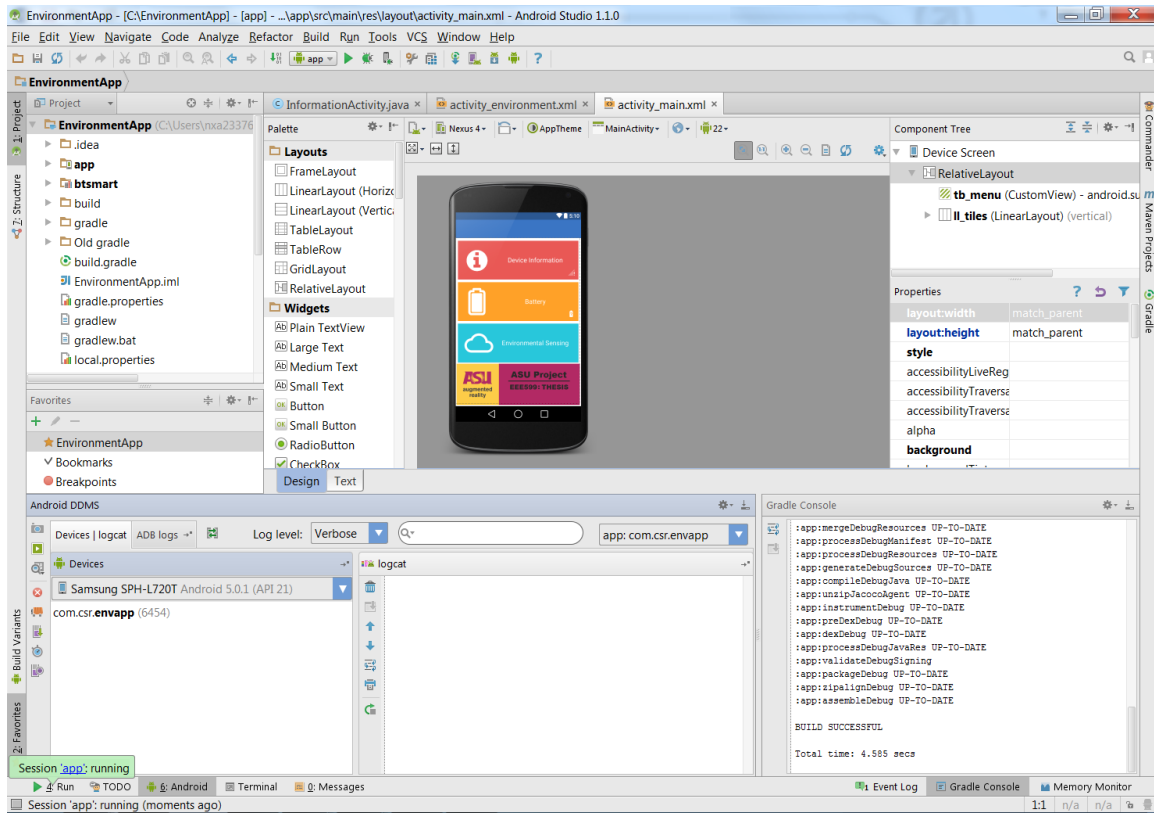 EnvironmentApp - [C:\EnvironmentApp] - [app] - ...\app\src\main\res\layout\activity_main.xml - Android Studio 1.1.0
File Edit View Navigate Code Analyze Refactor Build Run Tools VCS Window Help
app
EnvironmentApp
1: Project
Z: Structure
Build Variants
2: Favorites
Project
EnvironmentApp (C:\Users\nxa23376
.idea
app
btsmart
build
gradle
Old gradle
build.gradle
EnvironmentApp.iml
gradle.properties
gradlew
gradlew.bat
local.properties
Favorites
EnvironmentApp
Bookmarks
Breakpoints
InformationActivity.java
activity_environment.xml
activity_main.xml
Palette
Layouts
FrameLayout
LinearLayout (Horizo
LinearLayout (Vertic
TableLayout
TableRow
GridLayout
RelativeLayout
Widgets
Plain TextView
Large Text
Medium Text
Small Text
Button
Small Button
RadioButton
CheckBox
Design Text
Nexus 4 AppTheme MainActivity 22
5:10
Device Information
Battery
Environmental Sensing
ASU
augmented
reality
ASU Project
EEE599: THESIS
Component Tree
Device Screen
RelativeLayout
tb_menu (CustomView) - android.su
ll_tiles (LinearLayout) (vertical)
Properties
layout:width match_parent
layout:height match_parent
style
accessibilityLiveReg
accessibilityTraversa
accessibilityTraversa
alpha
background
Commander
Maven Projects
Gradle
Android DDMS
Devices | logcat ADB logs Log level: Verbose app: com.csr.envapp
Devices
logcat
Samsung SPH-L720T Android 5.0.1 (API 21)
com.csr.envapp (6454)
Gradle Console
:app:mergeDebugResources UP-TO-DATE
:app:processDebugManifest UP-TO-DATE
:app:processDebugResources UP-TO-DATE
:app:generateDebugSources UP-TO-DATE
:app:compileDebugJava UP-TO-DATE
:app:unzipJacocoAgent UP-TO-DATE
:app:instrumentDebug UP-TO-DATE
:app:preDexDebug UP-TO-DATE
:app:dexDebug UP-TO-DATE
:app:processDebugJavaRes UP-TO-DATE
:app:validateDebugSigning
:app:packageDebug UP-TO-DATE
:app:zipalignDebug UP-TO-DATE
:app:assembleDebug UP-TO-DATE
BUILD SUCCESSFUL
Total time: 4.585 secs
Session 'app': running
4: Run TODO 6: Android Terminal 0: Messages 1 Event Log Gradle Console Memory Monitor
Session 'app': running (moments ago) 1:1 n/a n/a